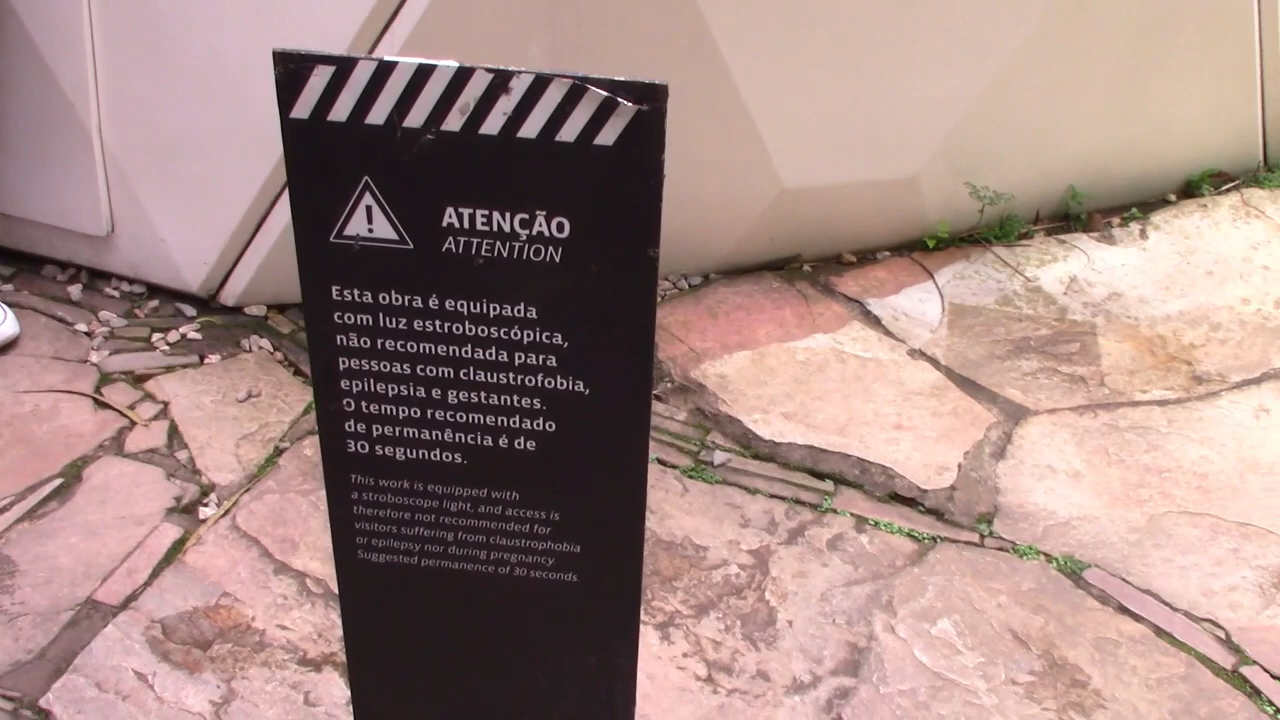 ATENÇÃO
ATTENTION
Esta obra é equipada
com luz estroboscópica,
não recomendada para
pessoas com claustrofobia,
epilepsia e gestantes.
O tempo recomendado
de permanência é de
30 segundos.
This work is equipped with
a stroboscope light, and access is
therefore not recommended for
visitors suffering from claustrophobia
or epilepsy nor during pregnancy.
Suggested permanence of 30 seconds.